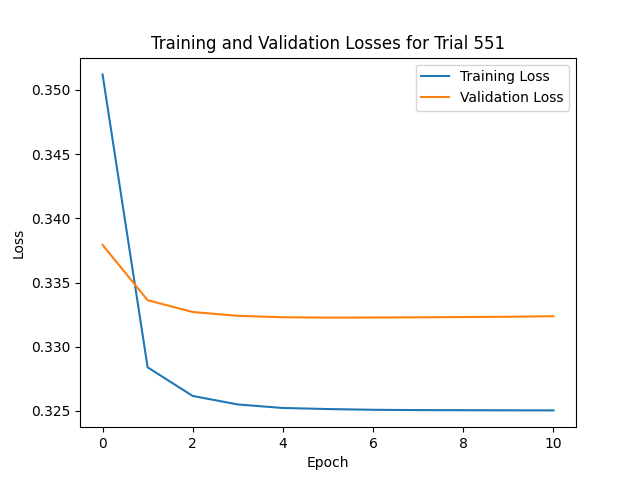 Training and Validation Losses for Trial 551
Training Loss
Validation Loss
0.350
0.345
0.340
0.335
0.330
0.325
Loss
0 2 4 6 8 10
Epoch